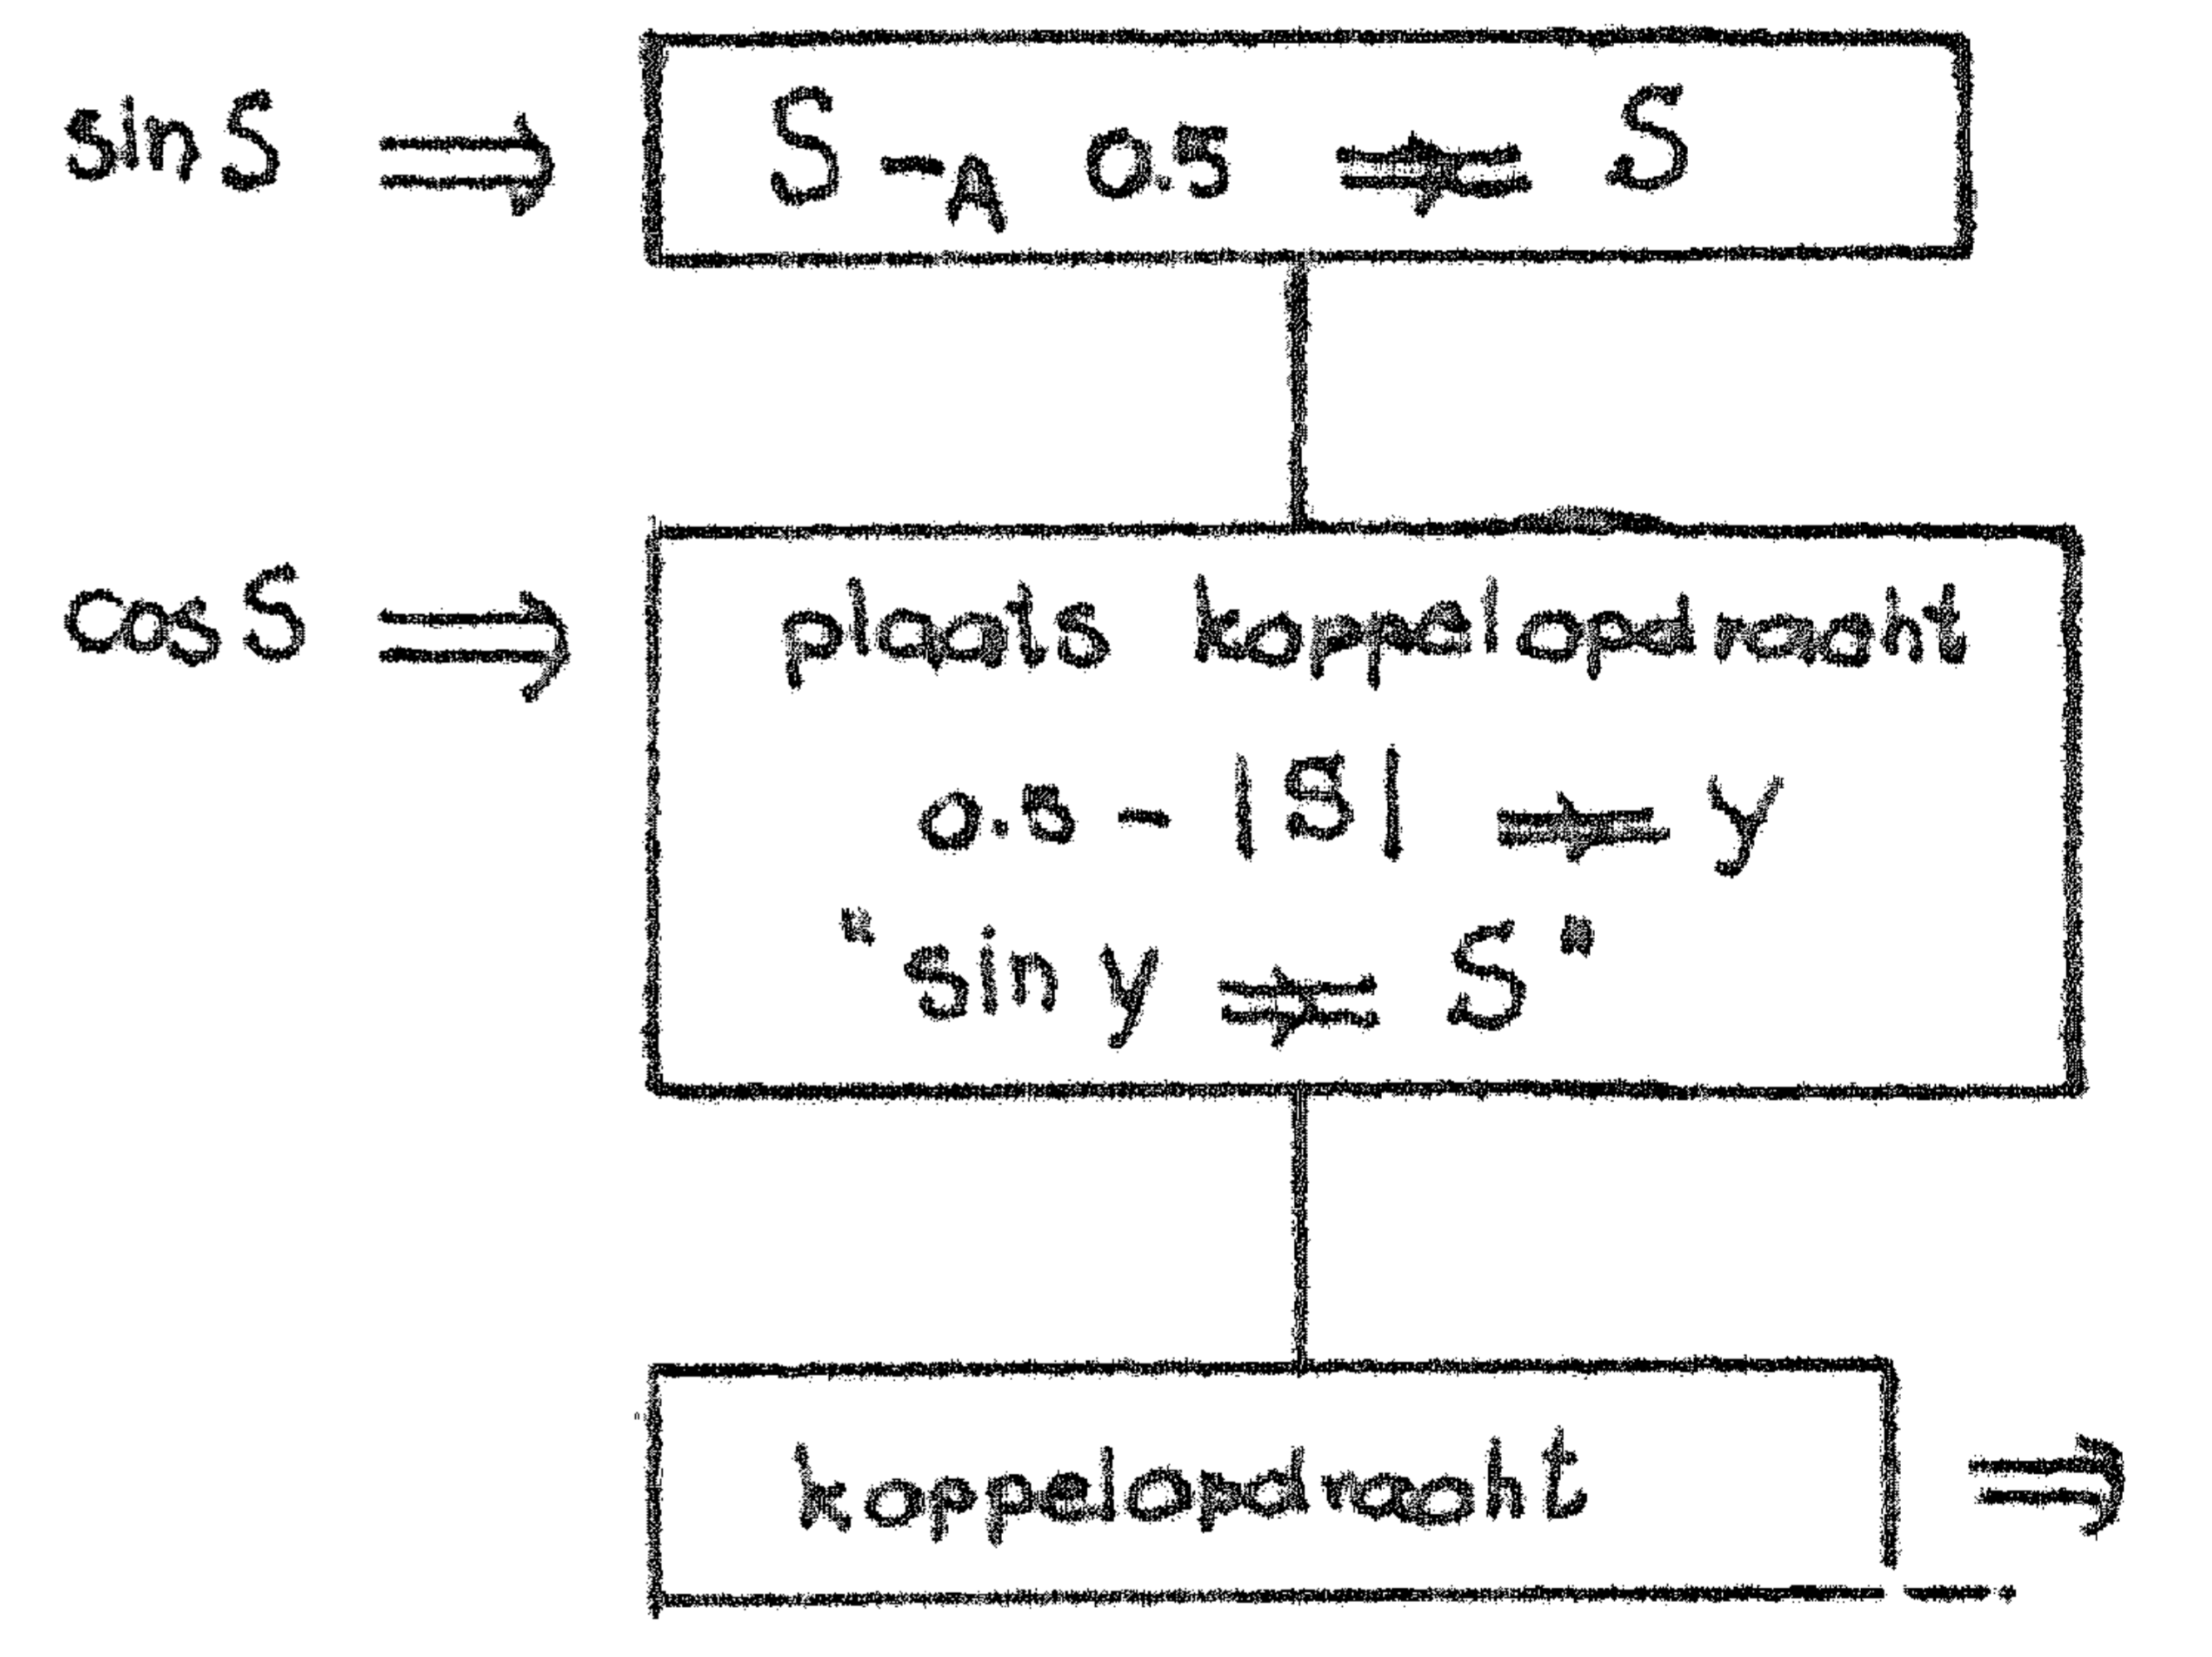 sin S ⇒ S -A 0.5 ⇒ S
cos S ⇒ plaats koppelopdracht
0.5 - |S| ⇒ y
"sin y ⇒ S"
koppelopdracht ⇒